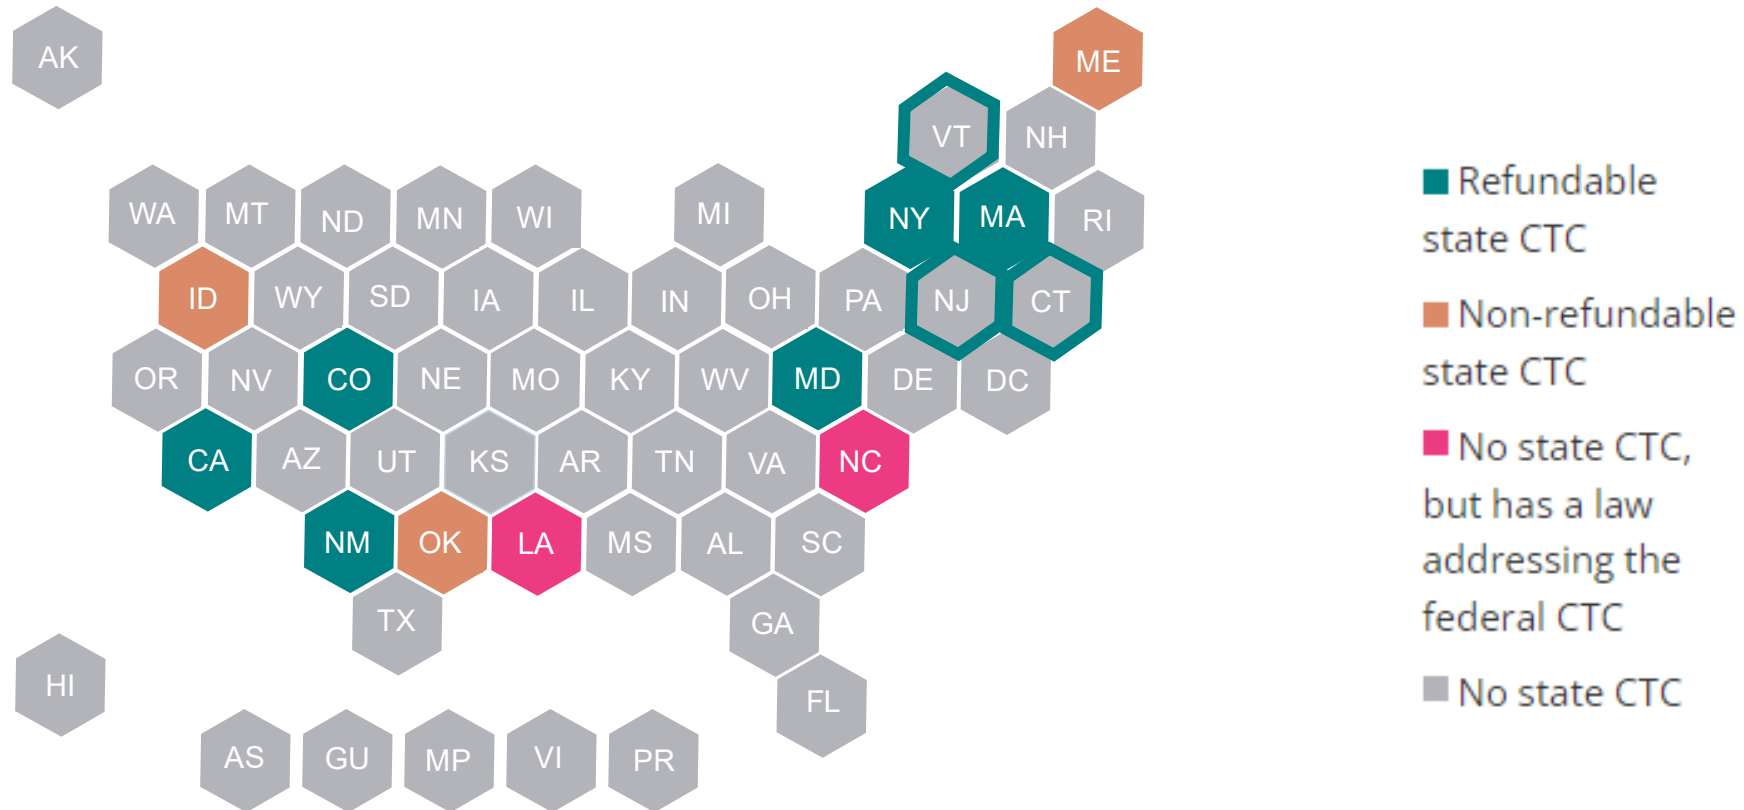 AK
ME
VT
NH
WA
MT
ND
MN
WI
MI
NY
MA
RI
ID
WY
SD
IA
IL
IN
OH
PA
NJ
CT
OR
NV
CO
NE
MO
KY
WV
MD
DE
DC
CA
AZ
UT
KS
AR
TN
VA
NC
NM
OK
LA
MS
AL
SC
TX
GA
HI
FL
AS
GU
MP
VI
PR
Refundable
state CTC
Non-refundable
state CTC
No state CTC,
but has a law
addressing the
federal CTC
No state CTC